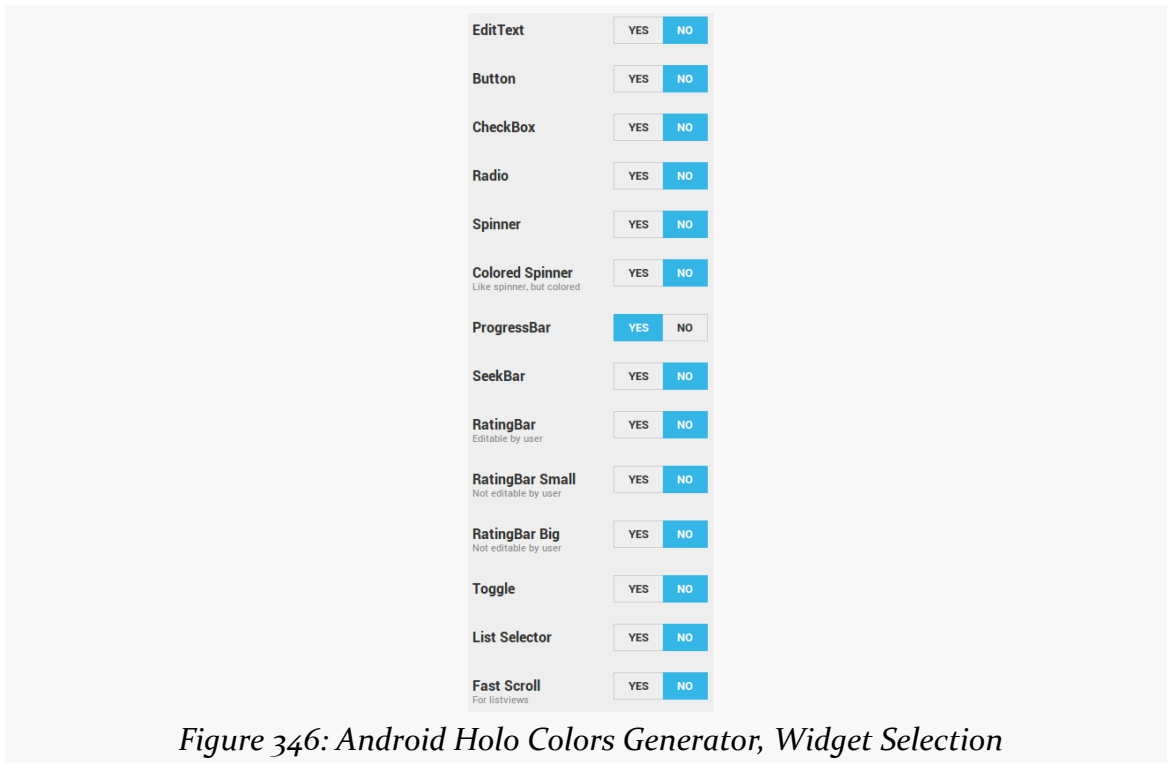 EditText YES NO
Button YES NO
CheckBox YES NO
Radio YES NO
Spinner YES NO
Colored Spinner YES NO
Like spinner, but colored
ProgressBar YES NO
SeekBar YES NO
RatingBar YES NO
Editable by user
RatingBar Small YES NO
Not editable by user
RatingBar Big YES NO
Not editable by user
Toggle YES NO
List Selector YES NO
Fast Scroll YES NO
For listviews
Figure 346: Android Holo Colors Generator, Widget Selection